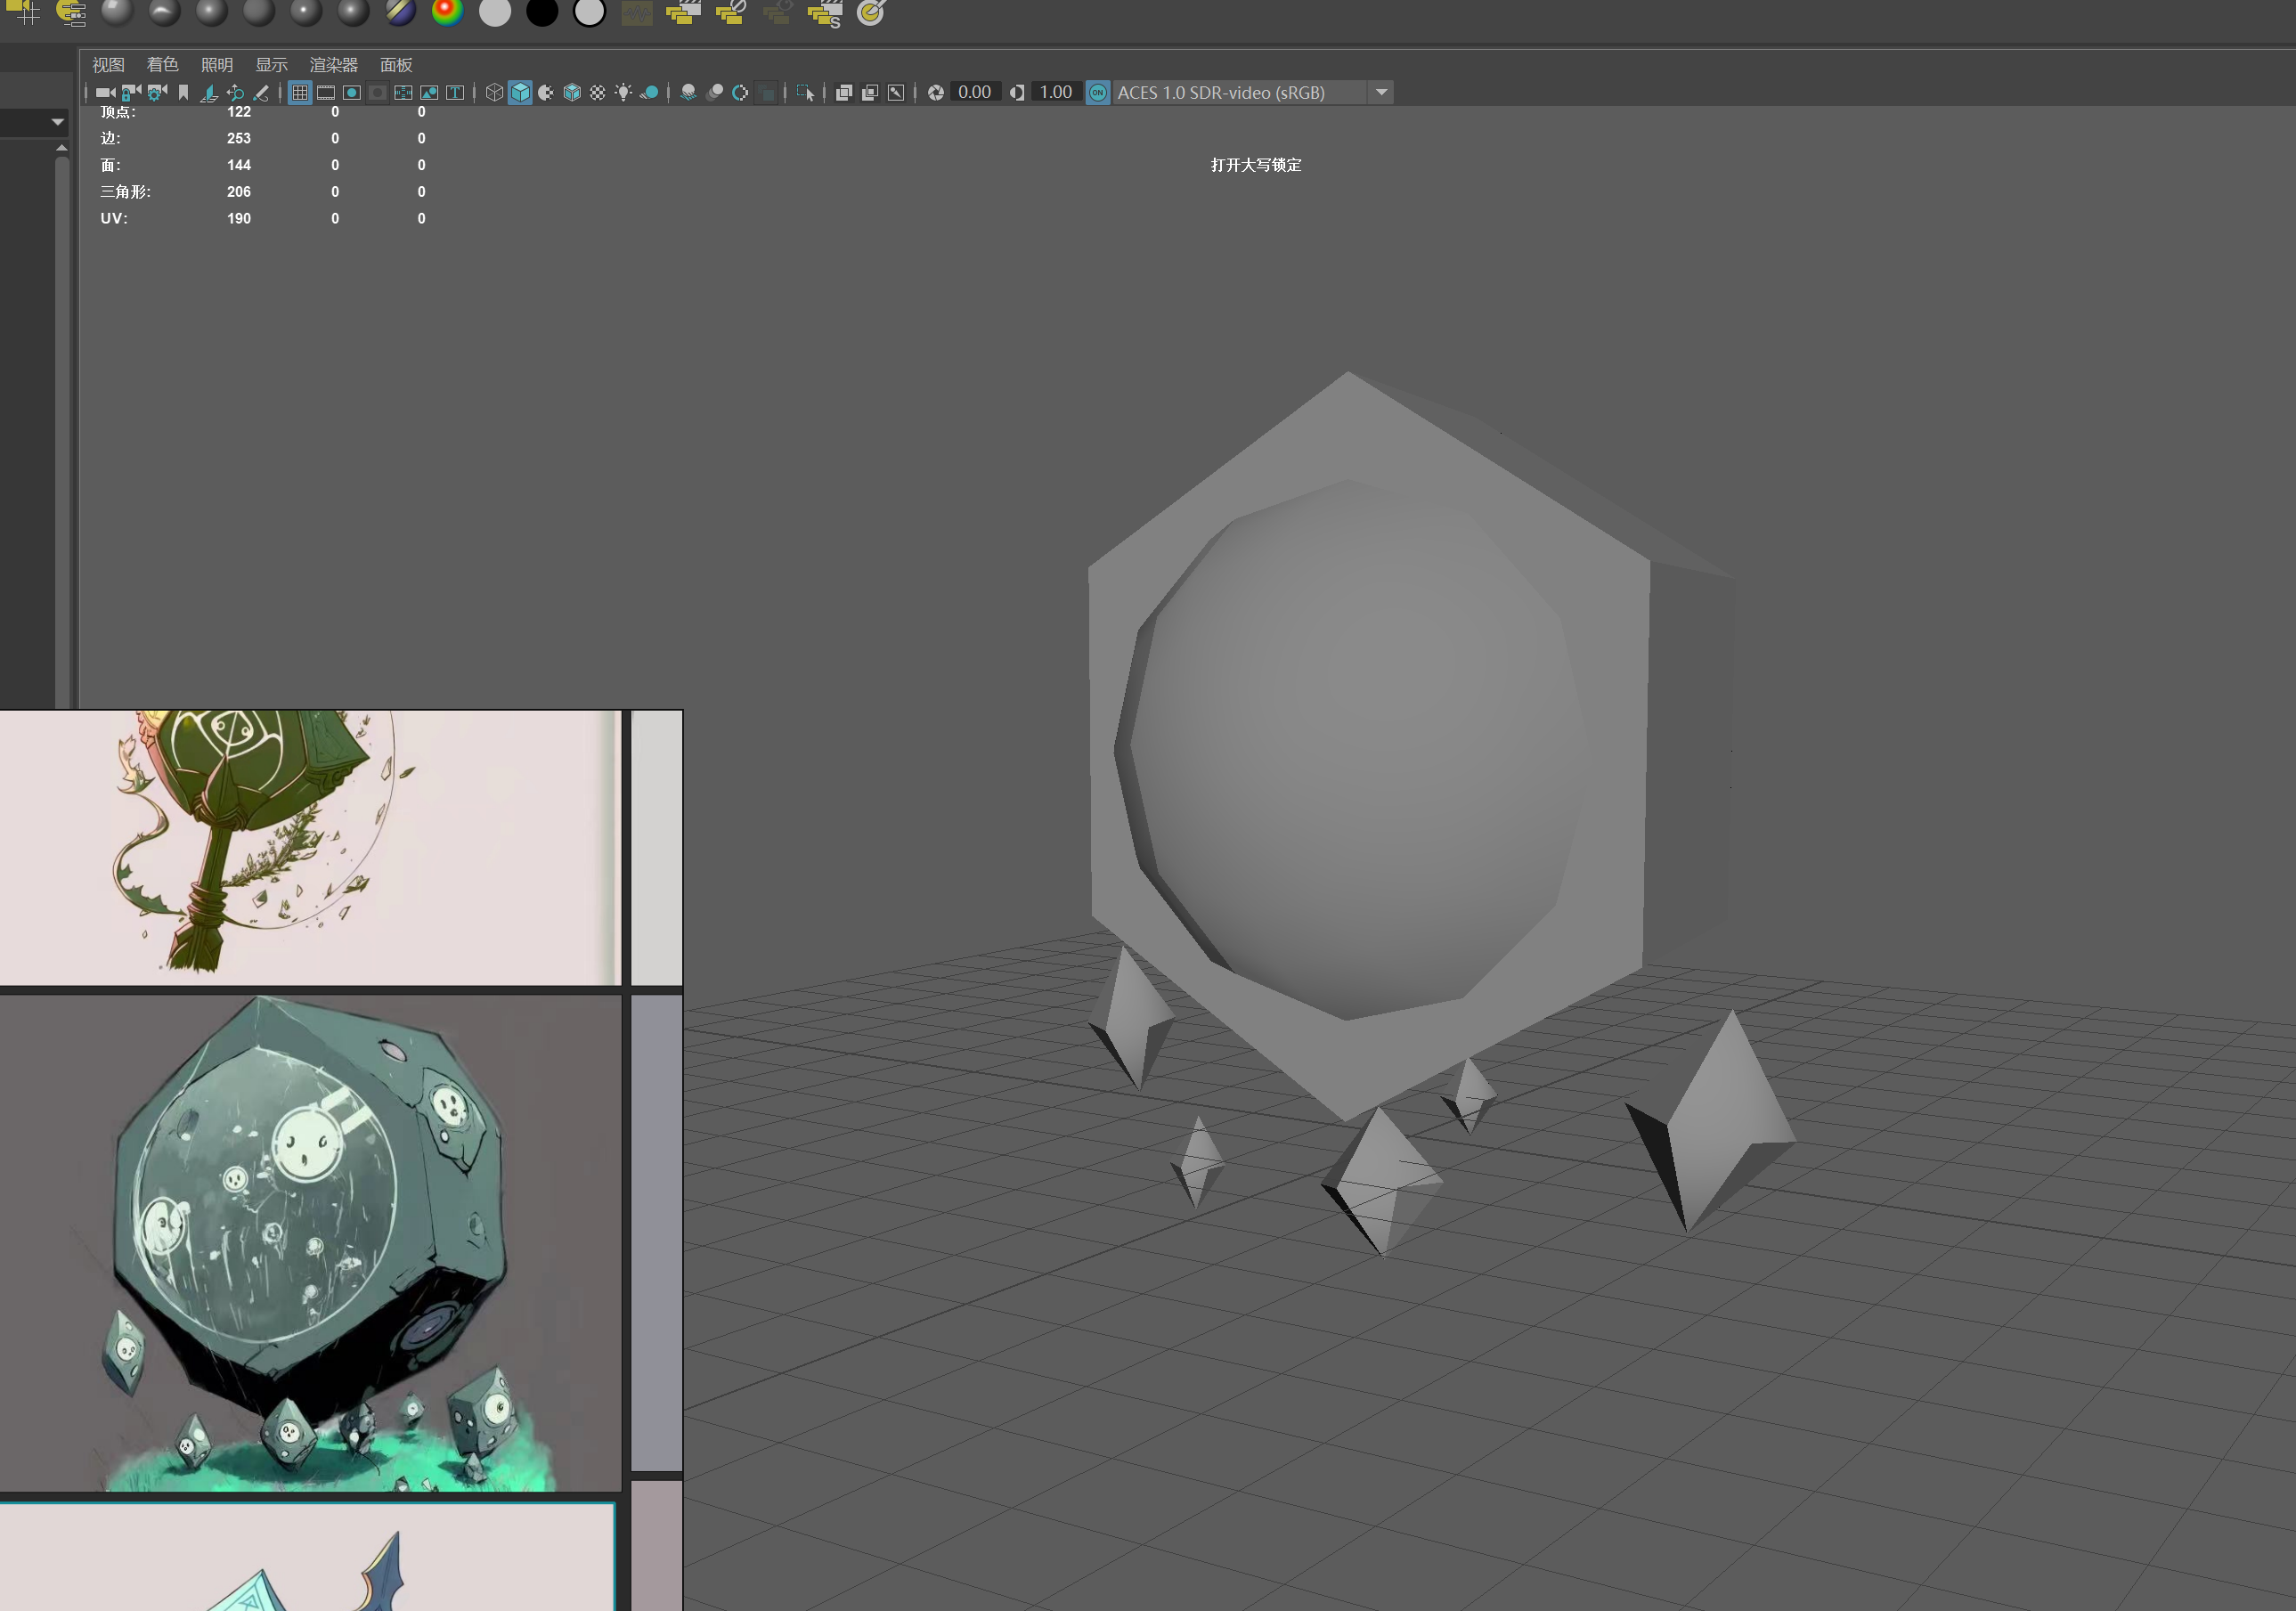 S
视图 着色 照明 显示 渲染器 面板
0.00 1.00 ON ACES 1.0 SDR-video (sRGB)
顶点: 122 0 0
边: 253 0 0
面: 144 0 0
三角形: 206 0 0
UV: 190 0 0
打开大写锁定